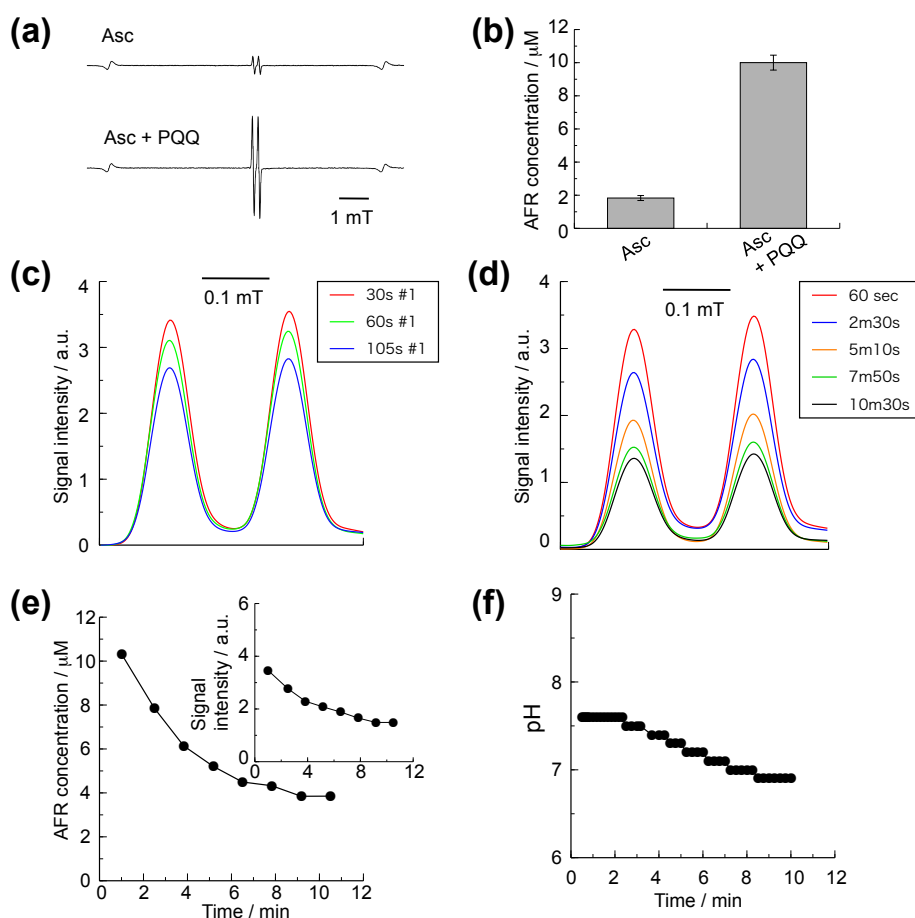 (a)
Asc
Asc + PQQ
1 mT
(b)
AFR concentration / μM
12
10
8
6
4
2
0
Asc
Asc
+ PQQ
(c)
Signal intensity / a.u.
4
3
2
1
0
0.1 mT
30s #1
60s #1
105s #1
(d)
Signal intensity / a.u.
4
3
2
1
0
0.1 mT
60 sec
2m30s
5m10s
7m50s
10m30s
(e)
AFR concentration / μM
12
10
8
6
4
2
0
0 2 4 6 8 10 12
Time / min
Signal
intensity / a.u.
6
4
2
0
0 4 8 12
(f)
pH
9
8
7
6
0 2 4 6 8 10 12
Time / min